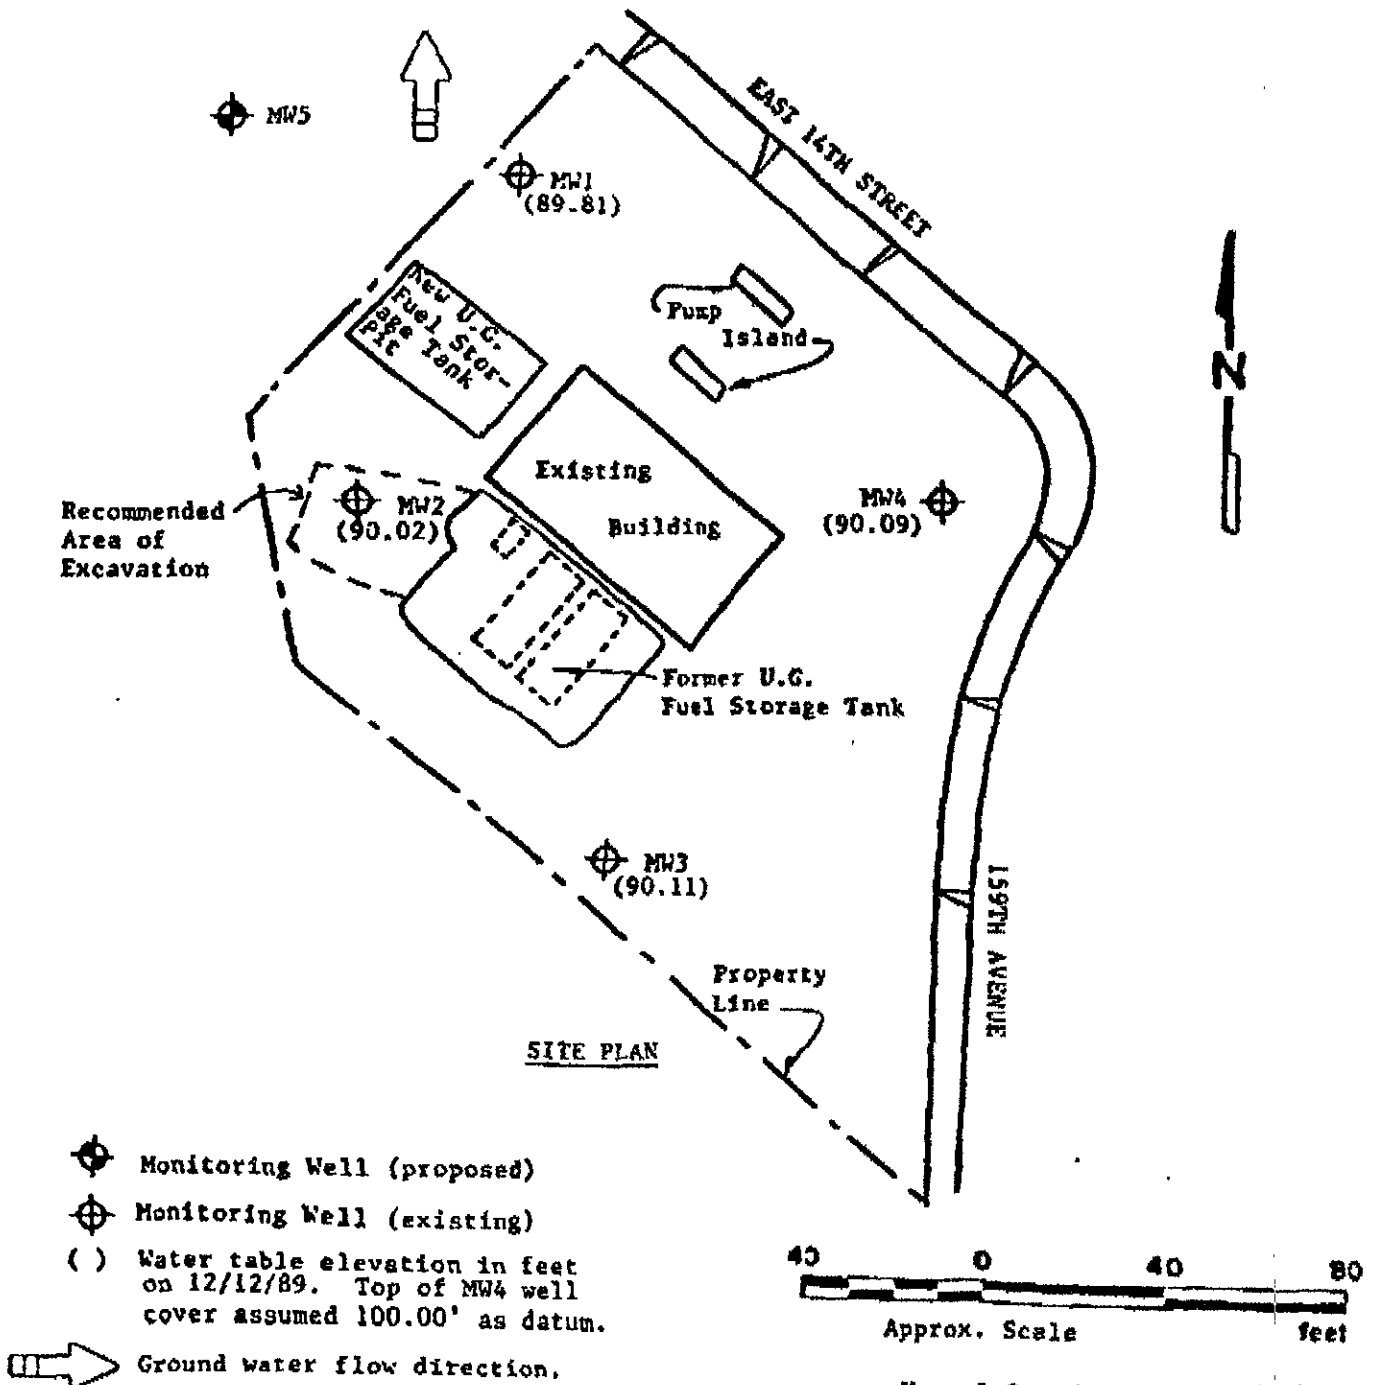 EAST 14TH STREET
MW5
MW1
(89.81)
New U.G.
Fuel Stor-
age Tank
Pit
Pump
Island
N
Existing
Building
MW4
(90.09)
Recommended
Area of
Excavation
MW2
(90.02)
Former U.G.
Fuel Storage Tank
MW3
(90.11)
159TH AVENUE
Property
Line
SITE PLAN
Monitoring Well (proposed)
Monitoring Well (existing)
( ) Water table elevation in feet
on 12/12/89. Top of MW4 well
cover assumed 100.00' as datum.
Ground water flow direction.
40 0 40 80
Approx. Scale feet